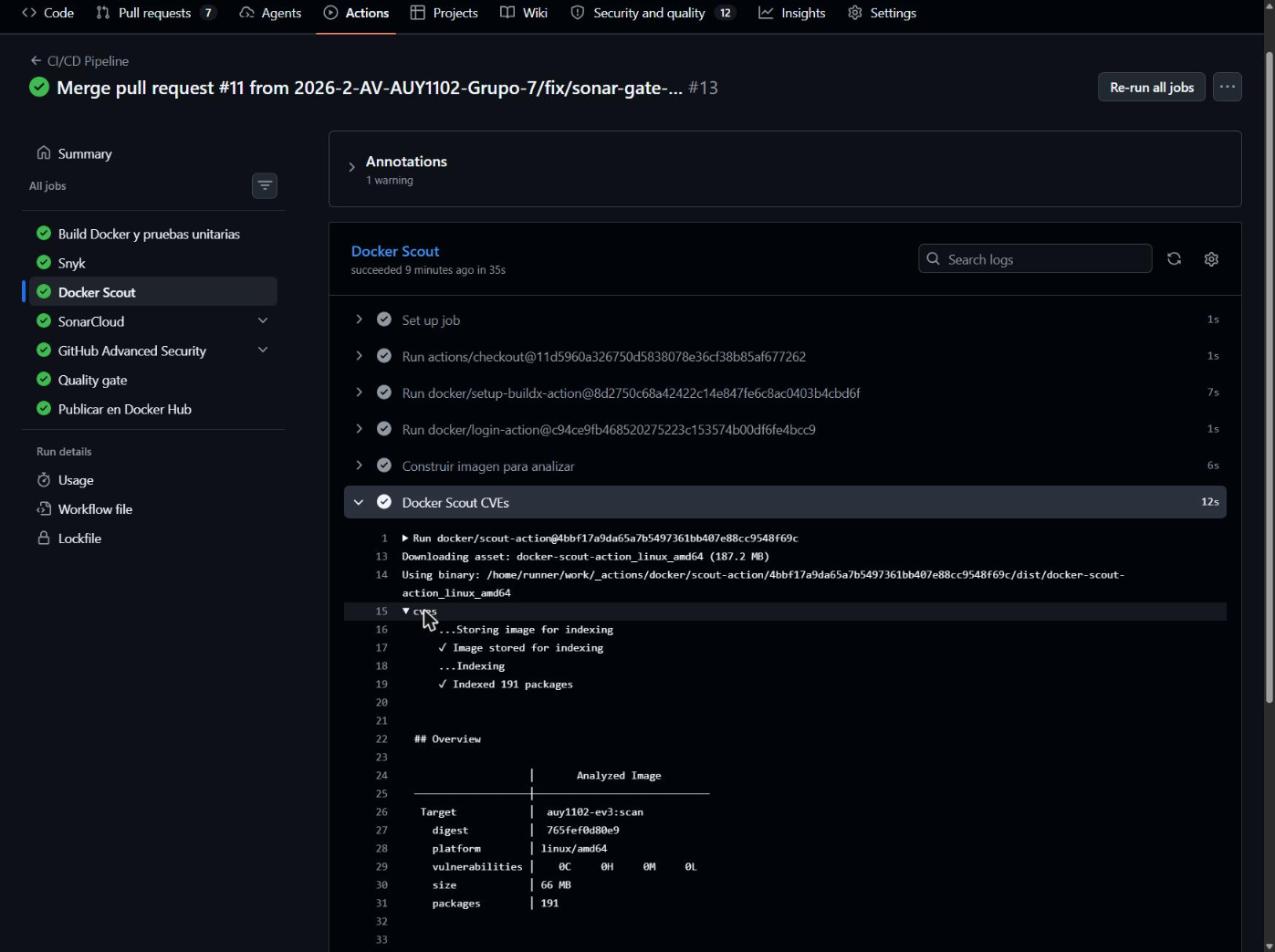 Code Pull requests 7 Agents Actions Projects Wiki Security and quality 12 Insights Settings
← CI/CD Pipeline
Merge pull request #11 from 2026-2-AV-AUY1102-Grupo-7/fix/sonar-gate-... #13
Re-run all jobs
Summary
All jobs
Build Docker y pruebas unitarias
Snyk
Docker Scout
SonarCloud
GitHub Advanced Security
Quality gate
Publicar en Docker Hub
Run details
Usage
Workflow file
Lockfile
Annotations
1 warning
Docker Scout
succeeded 9 minutes ago in 35s
Search logs
Set up job 1s
Run actions/checkout@11d5960a326750d5838078e36cf38b85af677262 1s
Run docker/setup-buildx-action@8d2750c68a42422c14e847fe6c8ac0403b4cbd6f 7s
Run docker/login-action@c94ce9fb468520275223c153574b00df6fe4bcc9 1s
Construir imagen para analizar 6s
Docker Scout CVEs 12s
1 ▶ Run docker/scout-action@4bbf17a9da65a7b5497361bb407e88cc9548f69c
13 Downloading asset: docker-scout-action_linux_amd64 (187.2 MB)
14 Using binary: /home/runner/work/_actions/docker/scout-action/4bbf17a9da65a7b5497361bb407e88cc9548f69c/dist/docker-scout-
action_linux_amd64
15 ▼ cves
16 ...Storing image for indexing
17 ✓ Image stored for indexing
18 ...Indexing
19 ✓ Indexed 191 packages
20
21
22 ## Overview
23
24 │ Analyzed Image
25
26 Target │ auy1102-ev3:scan
27 digest │ 765fef0d80e9
28 platform │ linux/amd64
29 vulnerabilities │ 0C 0H 0M 0L
30 size │ 66 MB
31 packages │ 191
32
33